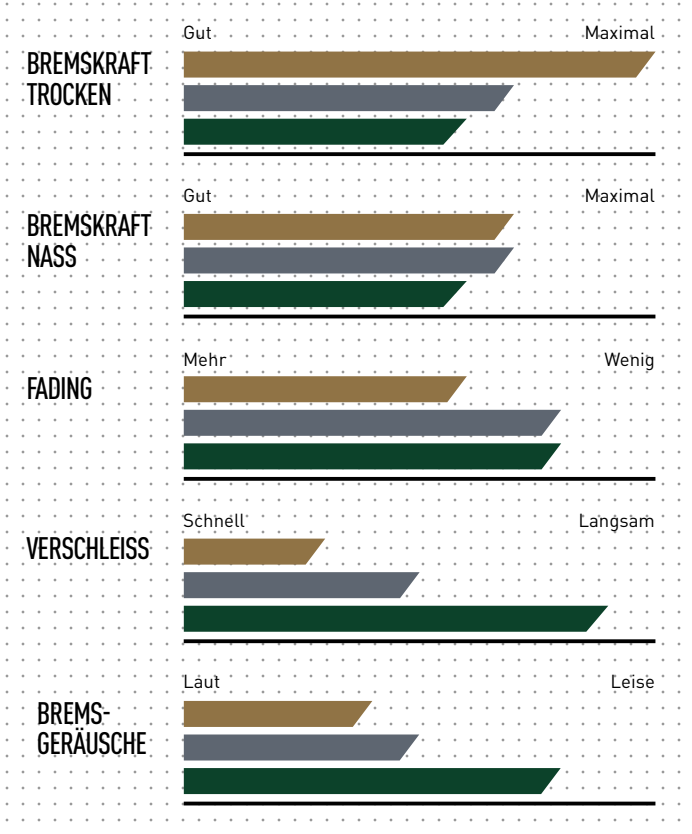 Gut Maximal
BREMSKRAFT
TROCKEN
Gut Maximal
BREMSKRAFT
NASS
Mehr Wenig
FADING
Schnell Langsam
VERSCHLEISS
Laut Leise
BREMS-
GERÄUSCHE